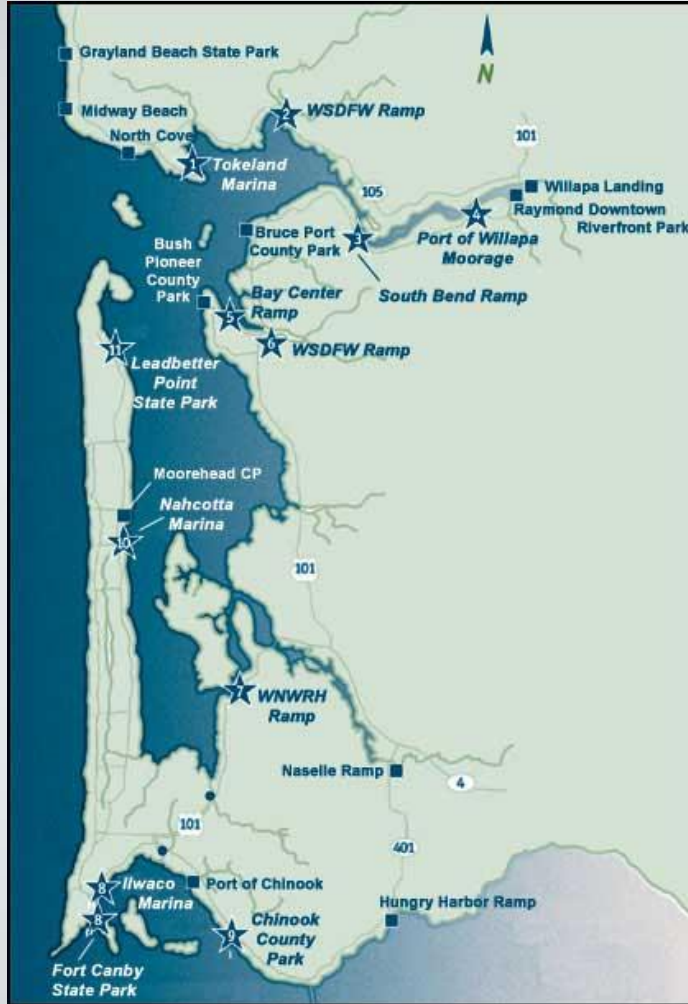 Grayland Beach State Park
N
Midway Beach
2
WSDFW Ramp
North Cove
101
1
Tokeland
Marina
105
Willapa Landing
4
Raymond Downtown
Riverfront Park
Bruce Port
County Park
3
Port of Willapa
Moorage
Bush
Pioneer
County
Park
South Bend Ramp
Bay Center
Ramp
5
6
WSDFW Ramp
11
Leadbetter
Point
State Park
Moorehead CP
Nahcotta
Marina
10
101
7
WNWRH
Ramp
Naselle Ramp
4
101
401
8
Ilwaco
Marina
Port of Chinook
8
Hungry Harbor Ramp
9
Chinook
County
Park
Fort Canby
State Park